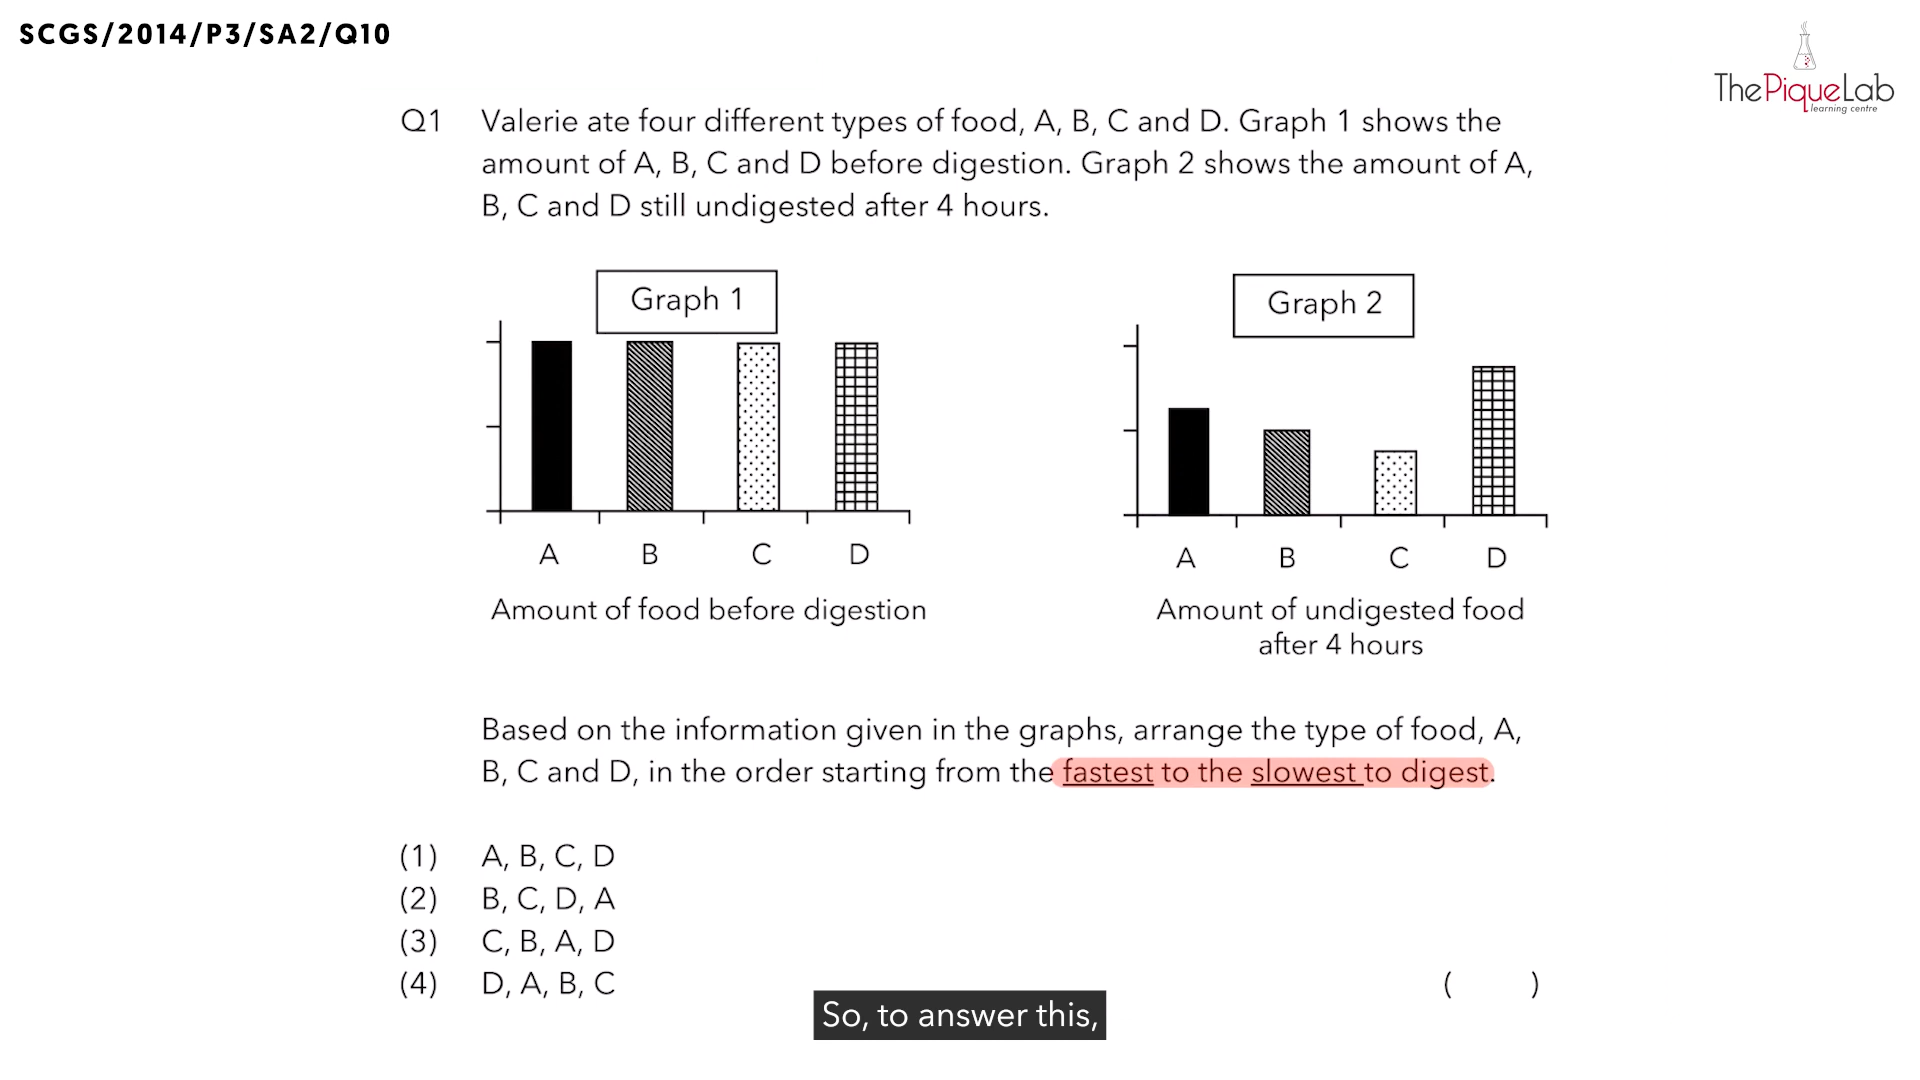 SCGS/2014/P3/SA2/Q10
ThePiqueLab
learning centre
Q1 Valerie ate four different types of food, A, B, C and D. Graph 1 shows the
amount of A, B, C and D before digestion. Graph 2 shows the amount of A,
B, C and D still undigested after 4 hours.
Graph 1
A B C D
Amount of food before digestion
Graph 2
A B C D
Amount of undigested food
after 4 hours
Based on the information given in the graphs, arrange the type of food, A,
B, C and D, in the order starting from the fastest to the slowest to digest.
(1) A, B, C, D
(2) B, C, D, A
(3) C, B, A, D
(4) D, A, B, C
( )
So, to answer this,